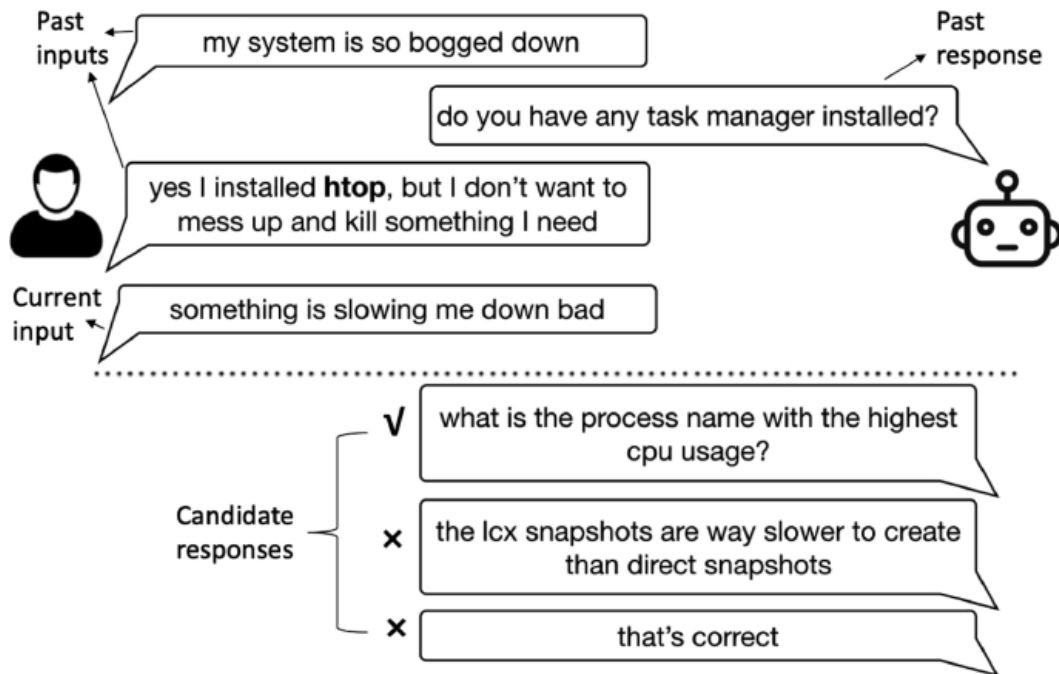 Past
inputs
my system is so bogged down
Past
response
do you have any task manager installed?
yes I installed htop, but I don't want to
mess up and kill something I need
Current
input
something is slowing me down bad
Candidate
responses
√
what is the process name with the highest
cpu usage?
×
the lcx snapshots are way slower to create
than direct snapshots
×
that's correct